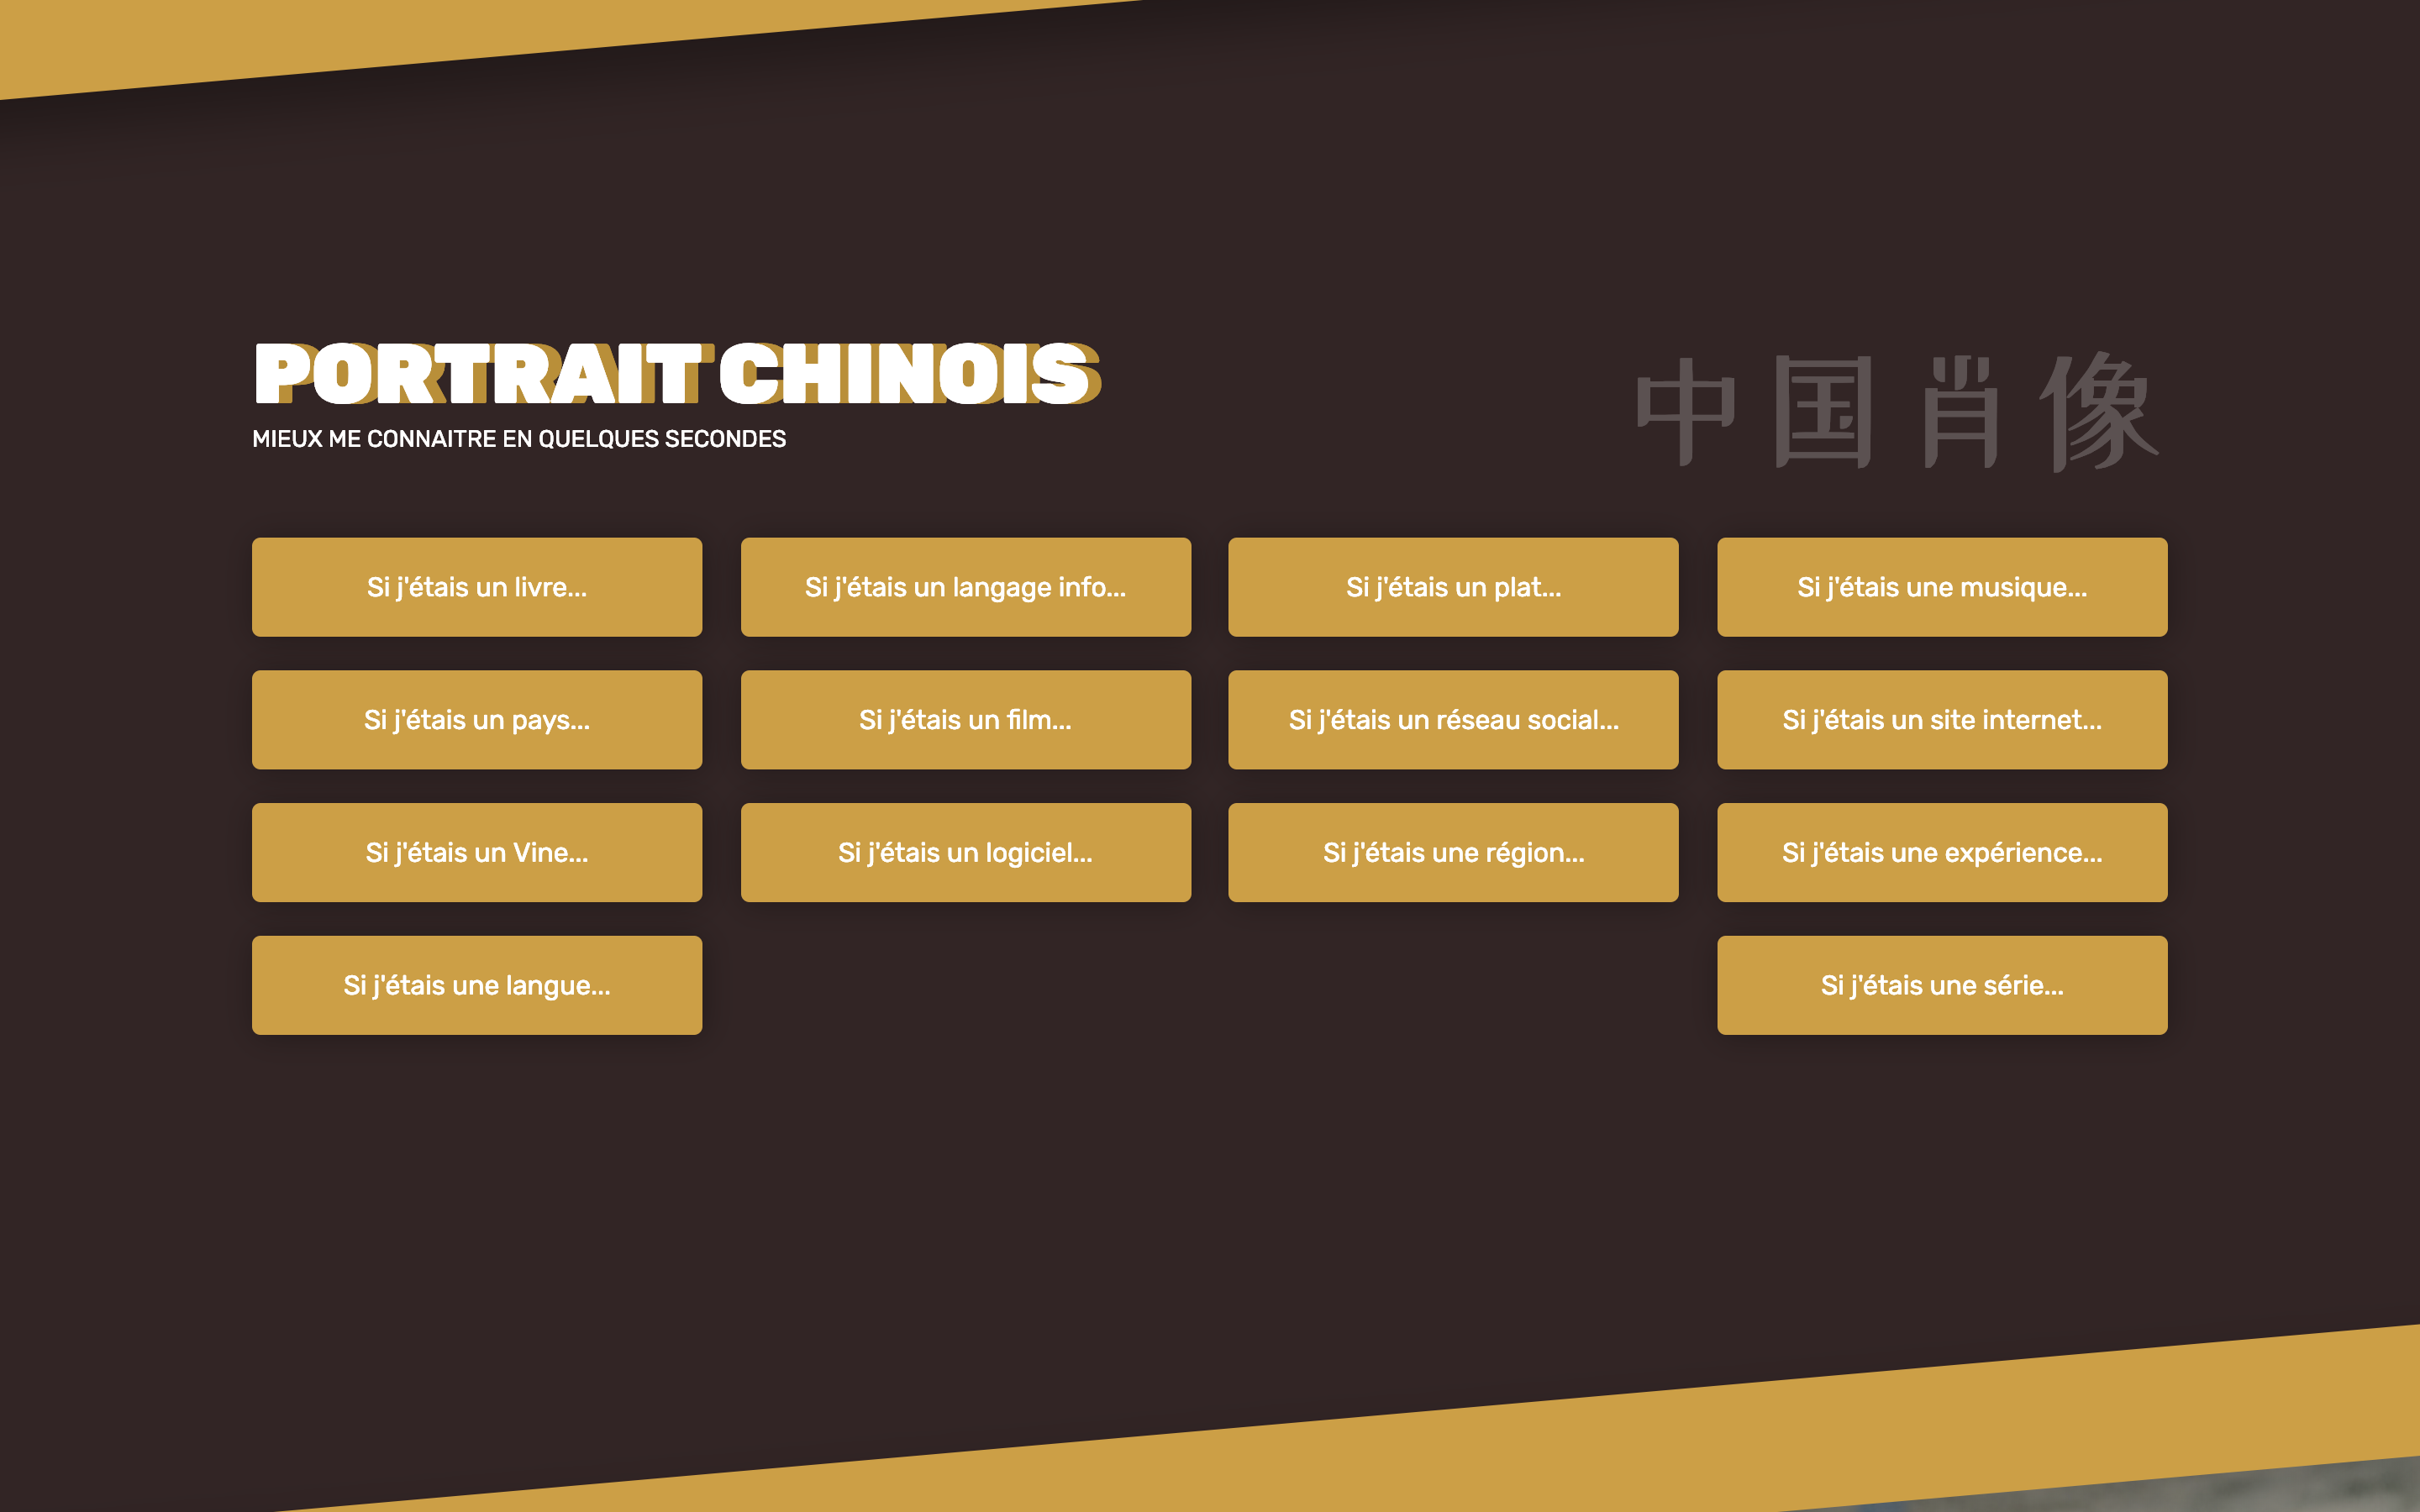 PORTRAIT CHINOIS
中国肖像
MIEUX ME CONNAITRE EN QUELQUES SECONDES
Si j'étais un livre...
Si j'étais un langage info...
Si j'étais un plat...
Si j'étais une musique...
Si j'étais un pays...
Si j'étais un film...
Si j'étais un réseau social...
Si j'étais un site internet...
Si j'étais un Vine...
Si j'étais un logiciel...
Si j'étais une région...
Si j'étais une expérience...
Si j'étais une langue...
Si j'étais une série...